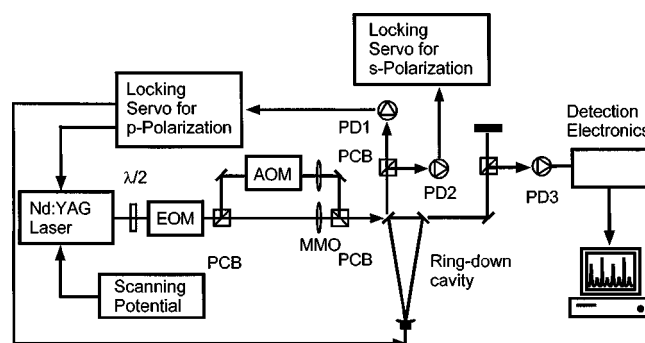 Locking
Servo for
s-Polarization
Locking
Servo for
p-Polarization
PD1
Detection
Electronics
λ/2
PCB
AOM
PD2
PD3
Nd:YAG
Laser
EOM
MMO
PCB
PCB
Ring-down
cavity
Scanning
Potential